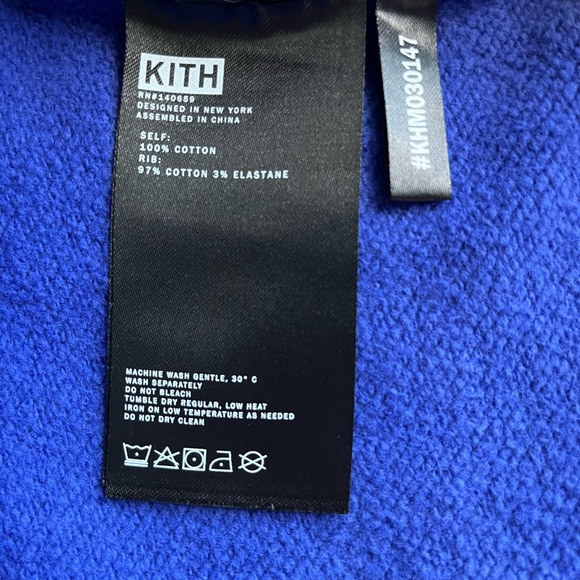 KITH
RN#140659
DESIGNED IN NEW YORK
ASSEMBLED IN CHINA
SELF:
100% COTTON
RIB:
97% COTTON 3% ELASTANE
MACHINE WASH GENTLE, 30° C
WASH SEPARATELY
DO NOT BLEACH
TUMBLE DRY REGULAR, LOW HEAT
IRON ON LOW TEMPERATURE AS NEEDED
DO NOT DRY CLEAN
#KHM030147